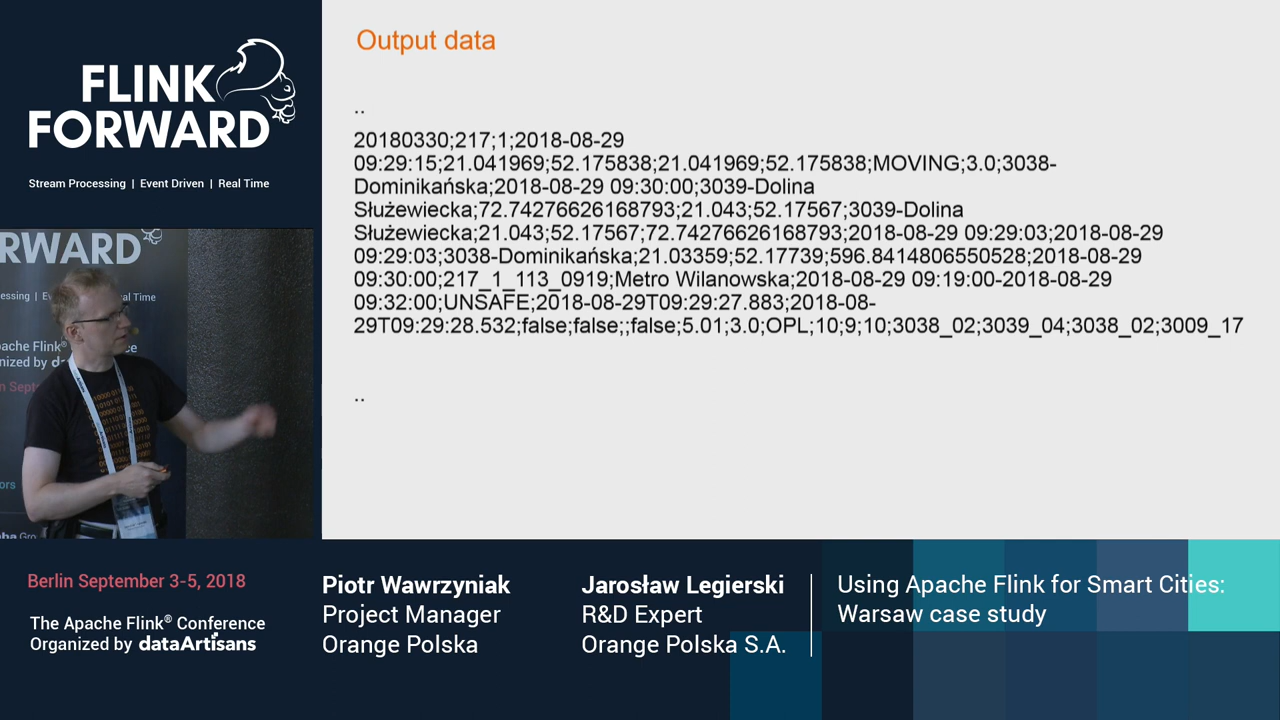 FLINK
FORWARD
Stream Processing | Event Driven | Real Time
Output data
..
20180330;217;1;2018-08-29
09:29:15;21.041969;52.175838;21.041969;52.175838;MOVING;3.0;3038-
Dominikańska;2018-08-29 09:30:00;3039-Dolina
Służewiecka;72.74276626168793;21.043;52.17567;3039-Dolina
Służewiecka;21.043;52.17567;72.74276626168793;2018-08-29 09:29:03;2018-08-29
09:29:03;3038-Dominikańska;21.03359;52.17739;596.8414806550528;2018-08-29
09:30:00;217_1_113_0919;Metro Wilanowska;2018-08-29 09:19:00-2018-08-29
09:32:00;UNSAFE;2018-08-29T09:29:27.883;2018-08-
29T09:29:28.532;false;false;;false;5.01;3.0;OPL;10;9;10;3038_02;3039_04;3038_02;3009_17
..
RWARD
Berlin September 3-5, 2018
The Apache Flink® Conference
Organized by dataArtisans
Piotr Wawrzyniak
Project Manager
Orange Polska
Jarosław Legierski
R&D Expert
Orange Polska S.A.
Using Apache Flink for Smart Cities:
Warsaw case study